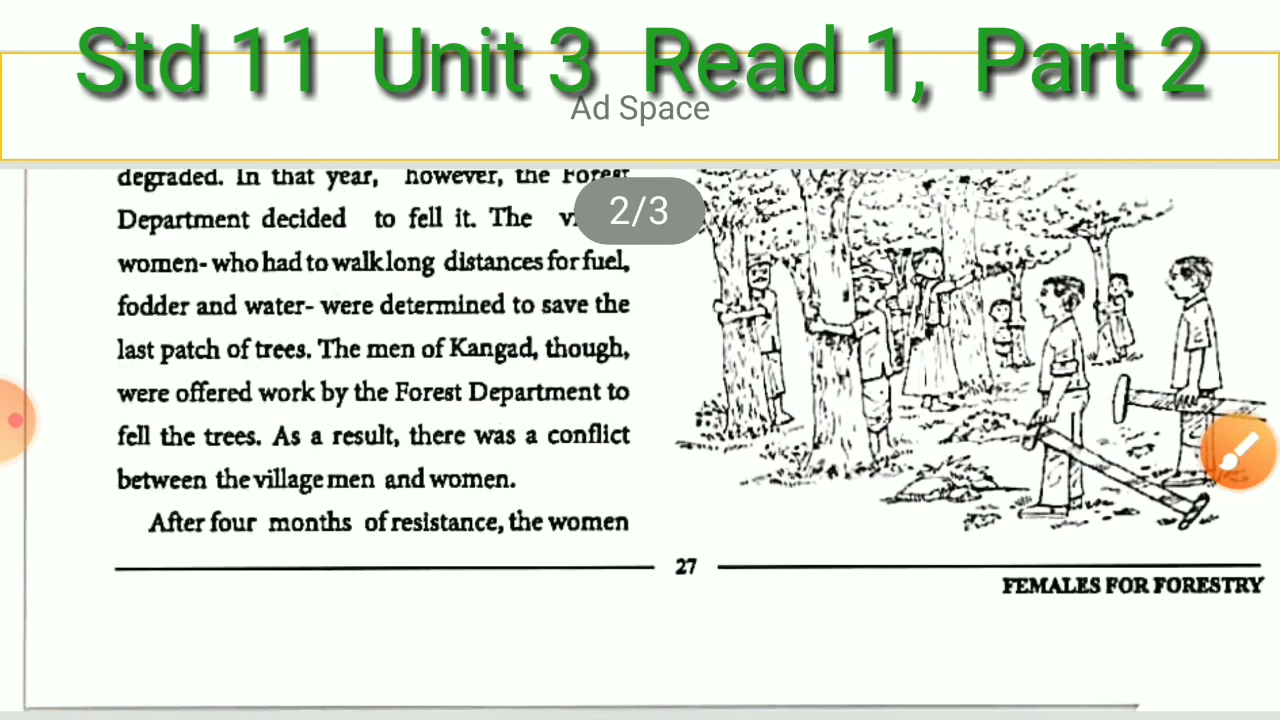 Std 11 Unit 3 Read 1, Part 2
Ad Space
2/3
degraded. In that year, however, the Forest
Department decided to fell it. The
women- who had to walk long distances for fuel,
fodder and water- were determined to save the
last patch of trees. The men of Kangad, though,
were offered work by the Forest Department to
fell the trees. As a result, there was a conflict
between the village men and women.
After four months of resistance, the women
27
FEMALES FOR FORESTRY